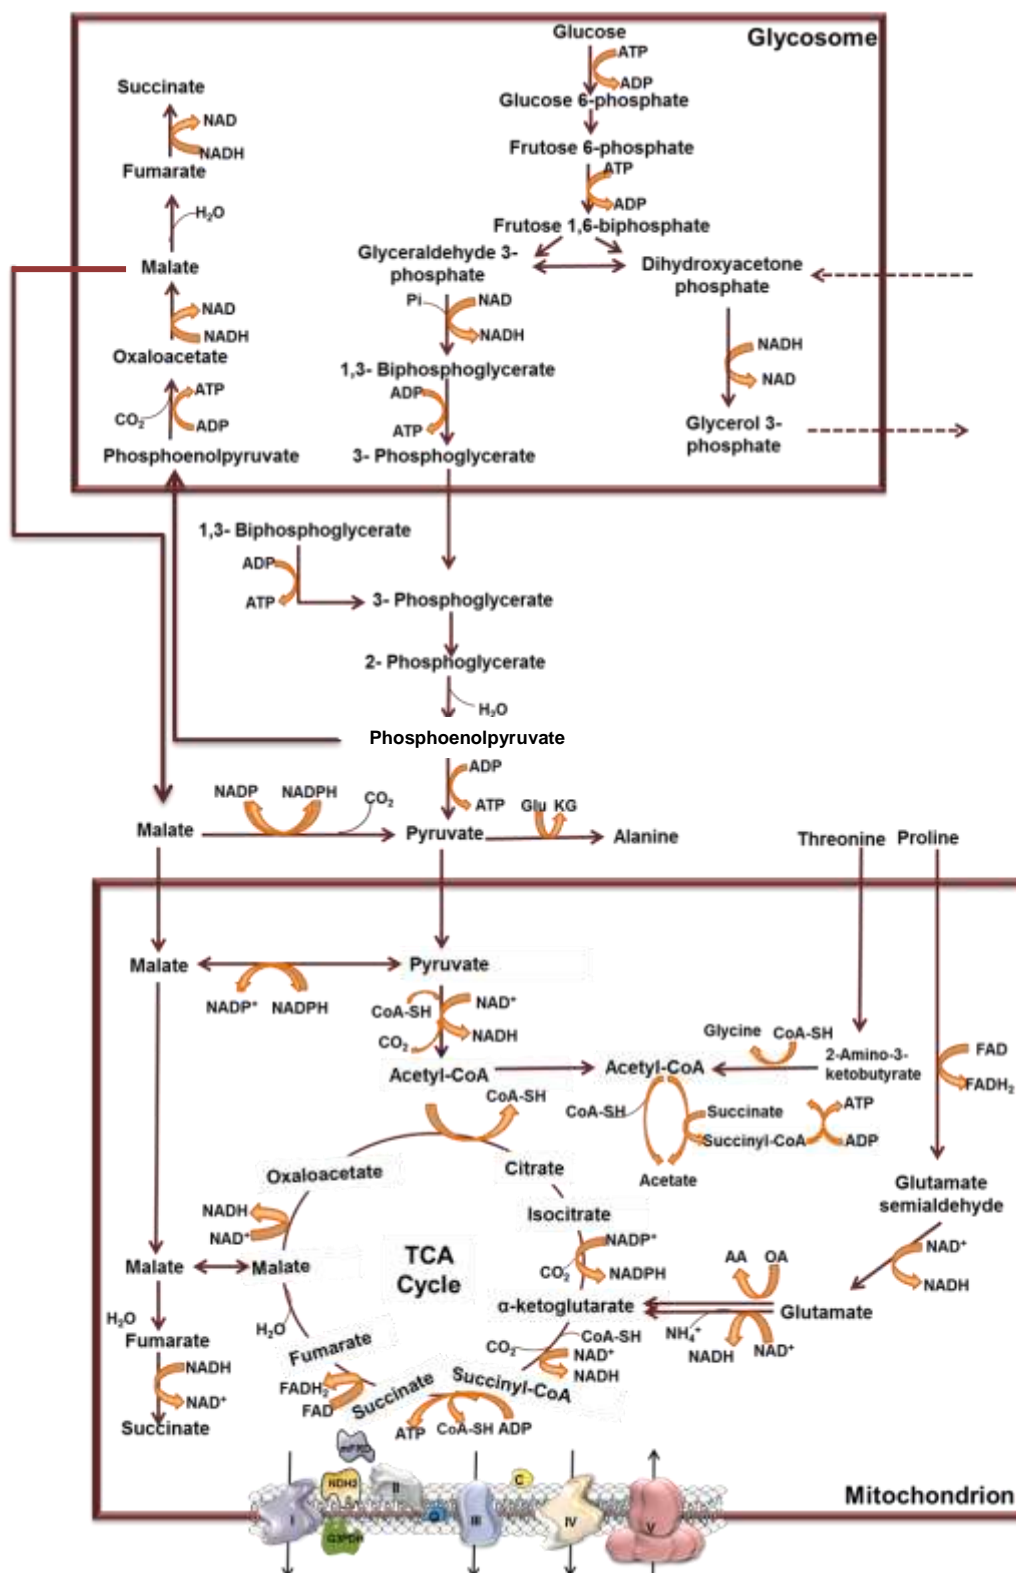 Glycosome
Glucose
ATP
ADP
Glucose 6-phosphate
Frutose 6-phosphate
ATP
ADP
Frutose 1,6-biphosphate
Glyceraldehyde 3-
phosphate
Dihydroxyacetone
phosphate
Pi
NAD
NADH
NADH
NAD
1,3- Biphosphoglycerate
ADP
ATP
Glycerol 3-
phosphate
3- Phosphoglycerate
Succinate
NAD
NADH
Fumarate
H₂O
Malate
NAD
NADH
Oxaloacetate
ATP
CO₂
ADP
Phosphoenolpyruvate
1,3- Biphosphoglycerate
ADP
ATP
3- Phosphoglycerate
2- Phosphoglycerate
H₂O
Phosphoenolpyruvate
ADP
ATP
NADP
NADPH
CO₂
Glu KG
Malate
Pyruvate
Alanine
Threonine
Proline
Malate
Pyruvate
NADP⁺
NADPH
CoA-SH
NAD⁺
CO₂
NADH
Acetyl-CoA
Acetyl-CoA
Glycine
CoA-SH
2-Amino-3-
ketobutyrate
FAD
FADH₂
CoA-SH
CoA-SH
Succinate
ATP
Succinyl-CoA
ADP
Acetate
Oxaloacetate
Citrate
Glutamate
semialdehyde
Isocitrate
NADH
NAD⁺
TCA
Cycle
NADP⁺
CO₂
NADPH
AA
OA
NAD⁺
NADH
Malate
Malate
α-ketoglutarate
Glutamate
H₂O
H₂O
CoA-SH
NH₄⁺
NADH
NAD⁺
Fumarate
Fumarate
CO₂
NAD⁺
NADH
NADH
NAD⁺
FADH₂
FAD
Succinate
Succinyl-CoA
Succinate
ATP
CoA-SH
ADP
NDH2
II
C
Mitochondrion
I
Q
III
IV
V
G3PDH